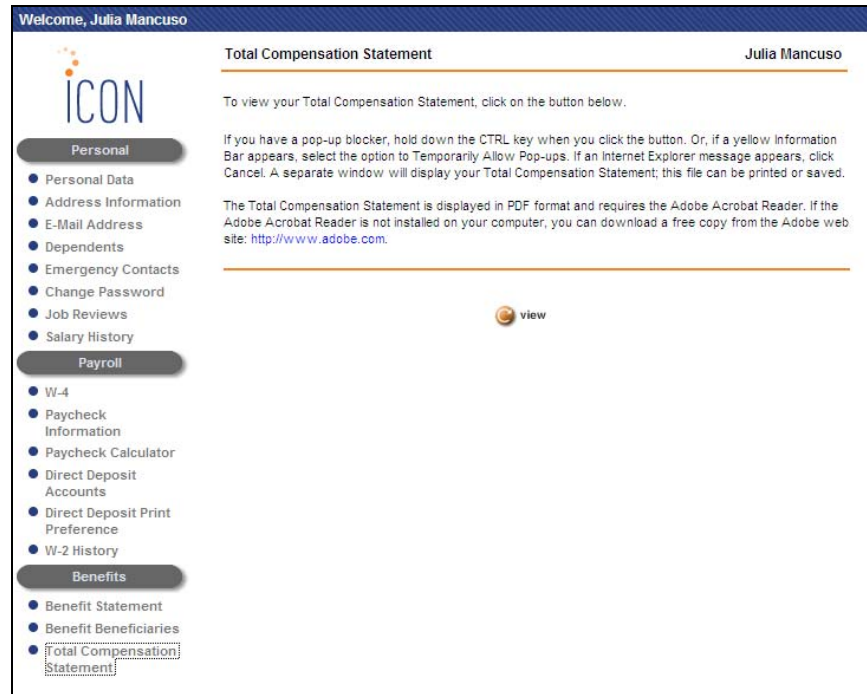 Welcome, Julia Mancuso
ICON
Personal
Personal Data
Address Information
E-Mail Address
Dependents
Emergency Contacts
Change Password
Job Reviews
Salary History
Payroll
W-4
Paycheck
Information
Paycheck Calculator
Direct Deposit
Accounts
Direct Deposit Print
Preference
W-2 History
Benefits
Benefit Statement
Benefit Beneficiaries
Total Compensation
Statement
Total Compensation Statement Julia Mancuso
To view your Total Compensation Statement, click on the button below.
If you have a pop-up blocker, hold down the CTRL key when you click the button. Or, if a yellow Information
Bar appears, select the option to Temporarily Allow Pop-ups. If an Internet Explorer message appears, click
Cancel. A separate window will display your Total Compensation Statement; this file can be printed or saved.
The Total Compensation Statement is displayed in PDF format and requires the Adobe Acrobat Reader. If the
Adobe Acrobat Reader is not installed on your computer, you can download a free copy from the Adobe web
site: http://www.adobe.com.
view